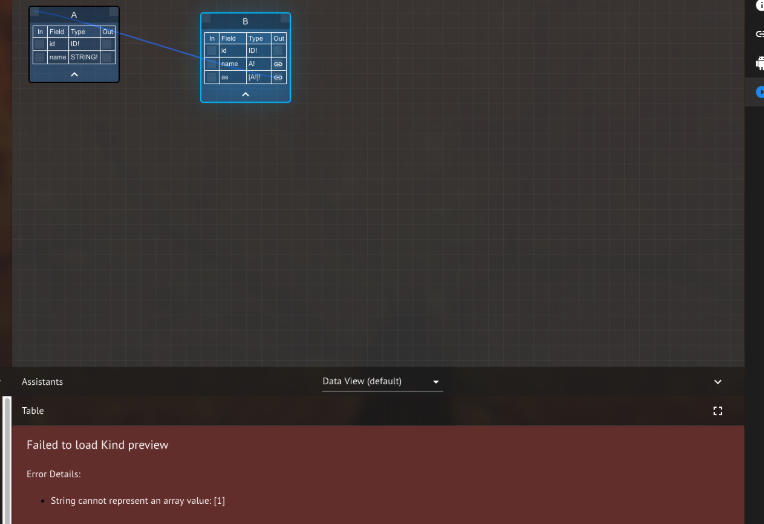 A
In Field Type Out
id ID!
name STRING!
B
In Field Type Out
id ID!
name A!
as [A!]!
Assistants
Data View (default)
Table
Failed to load Kind preview
Error Details:
String cannot represent an array value: [1]